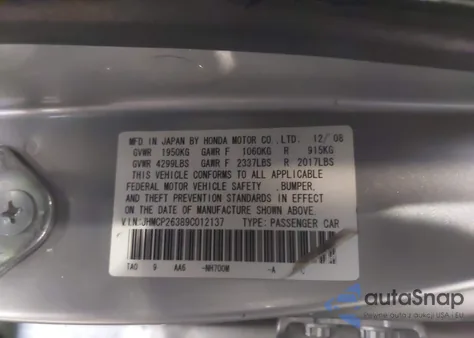 MFD IN JAPAN BY HONDA MOTOR CO., LTD. 12/08
GVWR 1950KG GAWR F 1060KG R 915KG
GVWR 4299LBS GAWR F 2337LBS R 2017LBS
THIS VEHICLE CONFORMS TO ALL APPLICABLE
FEDERAL MOTOR VEHICLE SAFETY , BUMPER,
AND THEFT PREVENTION STANDARDS IN EFFECT ON
THE DATE OF MANUFACTURE SHOWN ABOVE.
VIN: JHMCP26389C012137 TYPE: PASSENGER CAR
TA0 9 AA6 -NH700M -A C
autoSnap